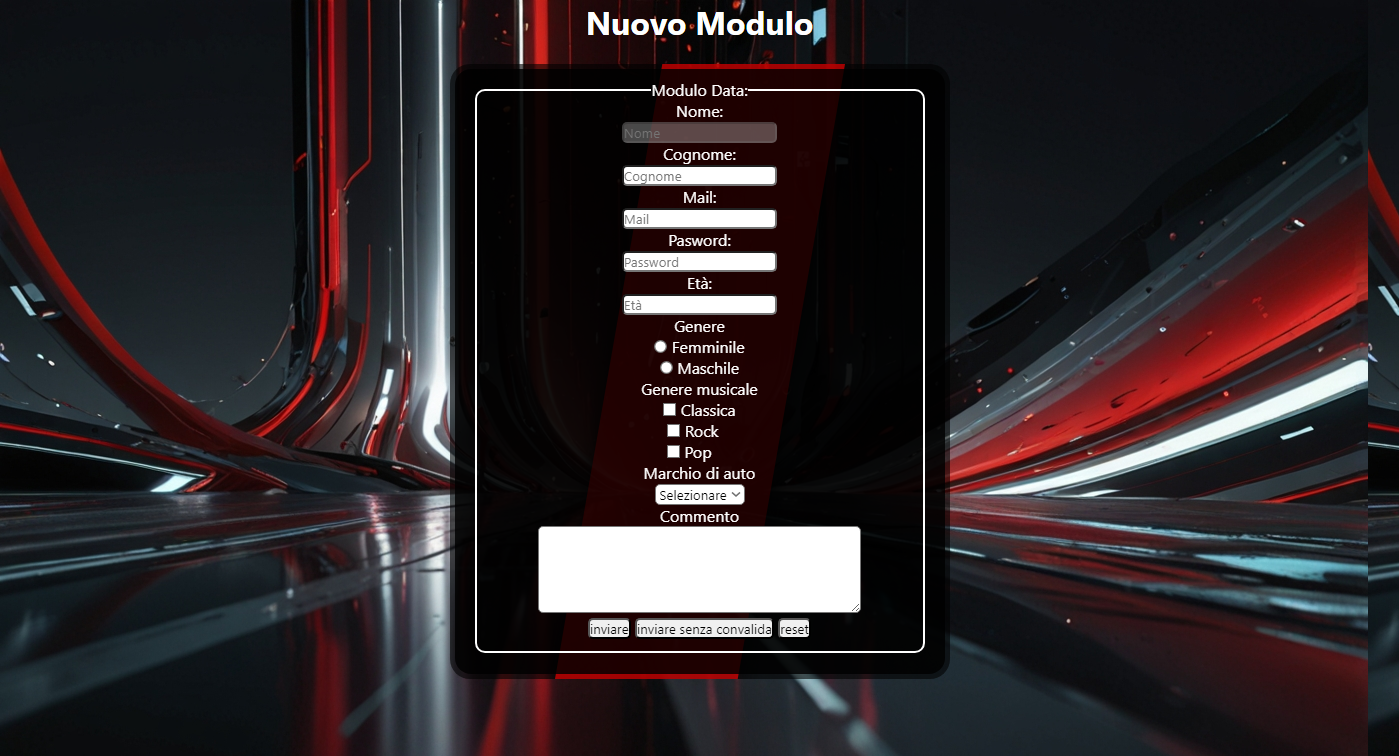 Nuovo Modulo
Modulo Data:
Nome:
Nome
Cognome:
Cognome
Mail:
Mail
Pasword:
Password
Età:
Età
Genere
Femminile
Maschile
Genere musicale
Classica
Rock
Pop
Marchio di auto
Selezionare
Commento
inviare inviare senza convalida reset